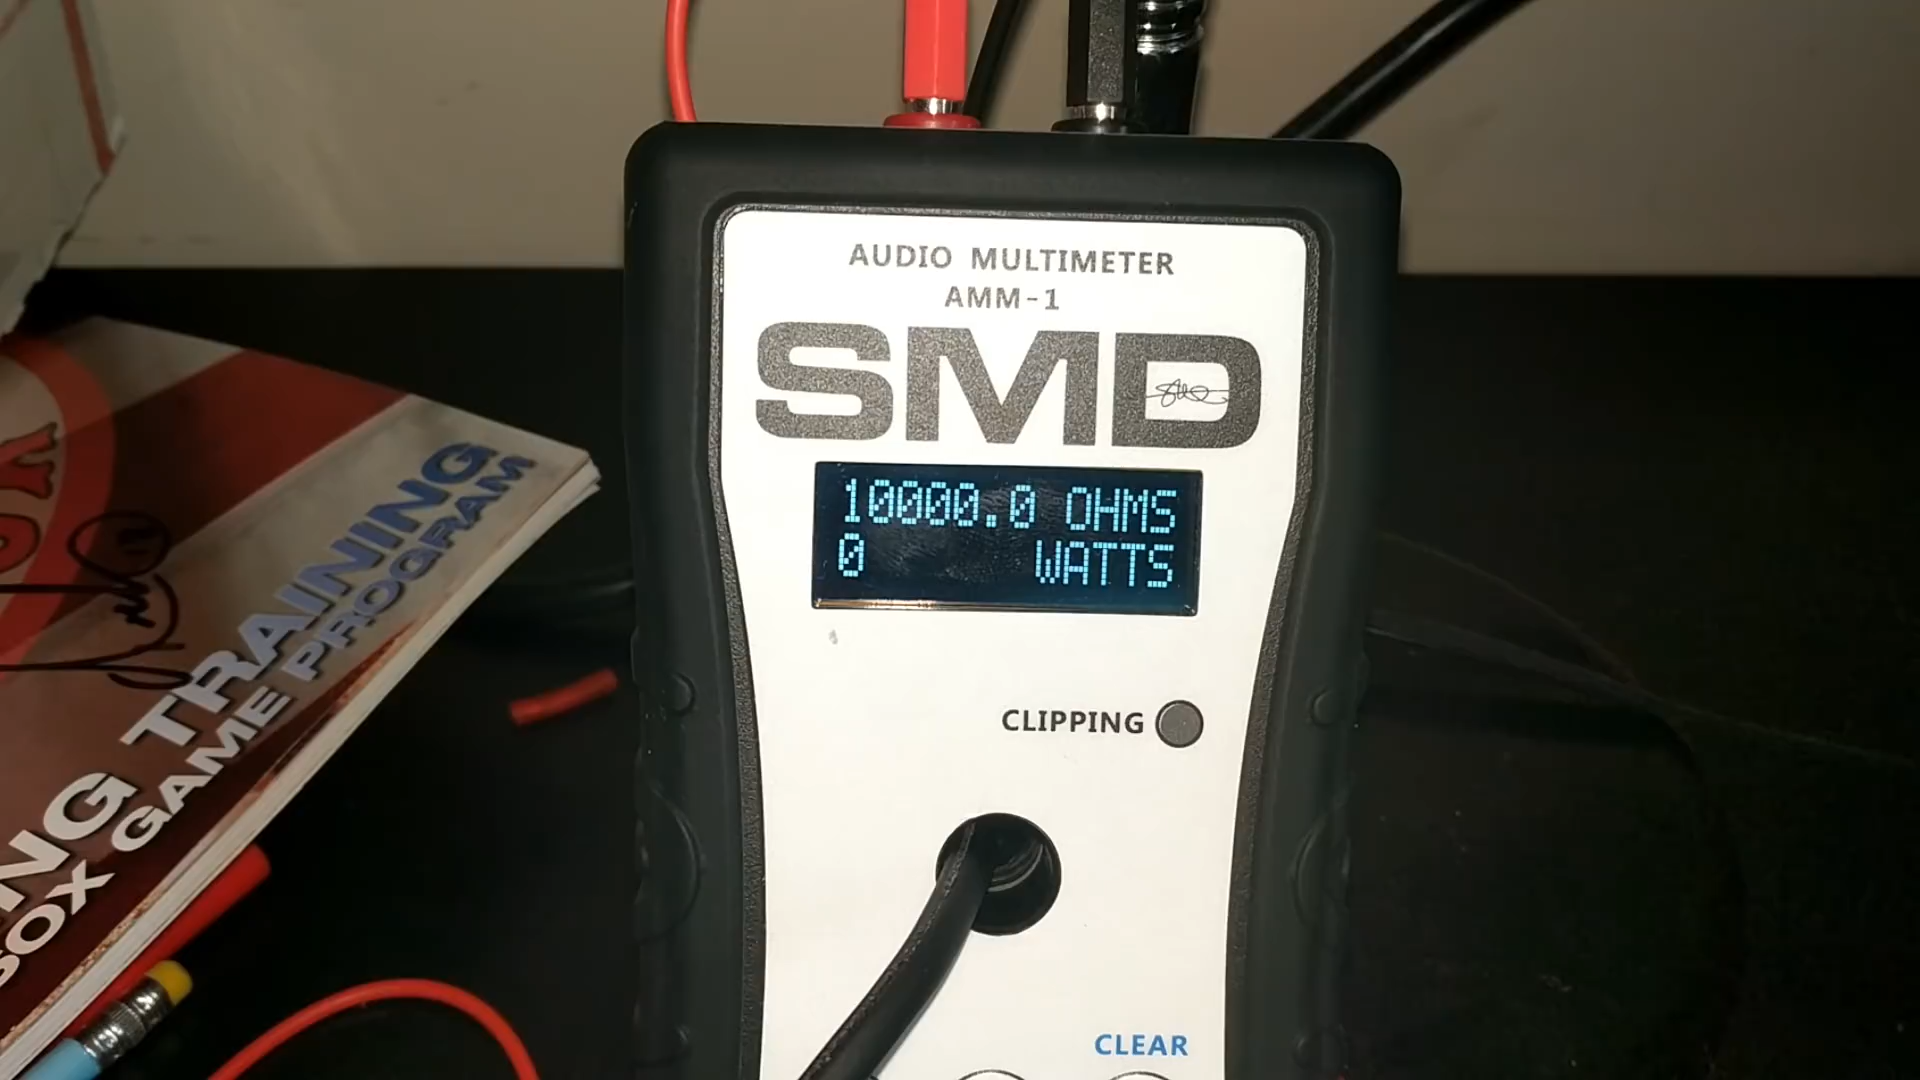 AUDIO MULTIMETER
AMM-1
SMD
10000.0 OHMS
0 WATTS
CLIPPING
CLEAR
TRAINING
GAME PROGRAM